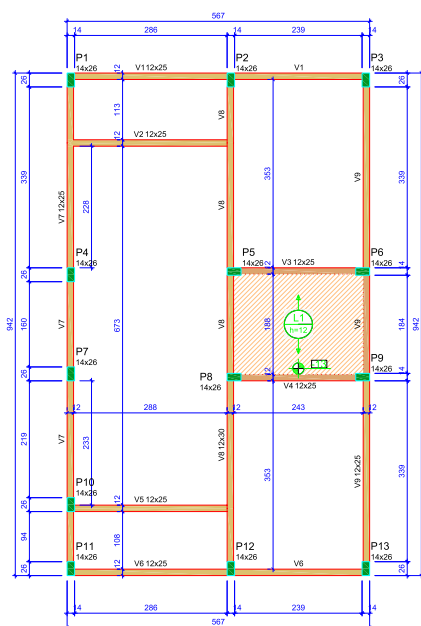 567
14 286 14 239 14
P1 P2 P3
14x26 14x26 14x26
V1 12x25 V1
26 12 26
113 V8
12 V2 12x25
339 353 339
V7 12x25 228 V8 V9
P4 P5 P6
14x26 14x26 V3 12x25 14x26
26 12 14
L1
h=12
942 160 V7 673 V8 188 V9 184 942
P7 P8 P9
14x26 14x26 14x26
26 12 V4 12x25 14
12 288 12 243 12
219 V7 233 V8 12x30 353 V9 12x25 339
P10
14x26
26 12 V5 12x25
94 108
P11 P12 P13
14x26 14x26 14x26
26 12 V6 12x25 V6 26
14 286 14 239 14
567